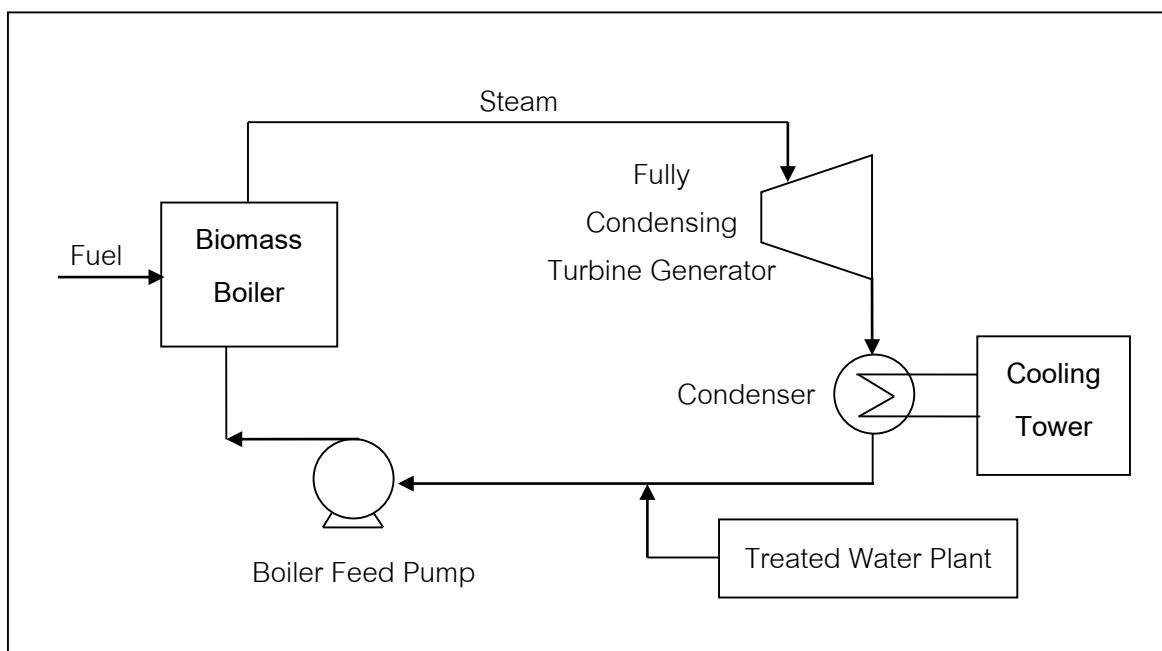 Steam
Fully
Condensing
Turbine Generator
Fuel
Biomass
Boiler
Condenser
Cooling
Tower
Boiler Feed Pump
Treated Water Plant